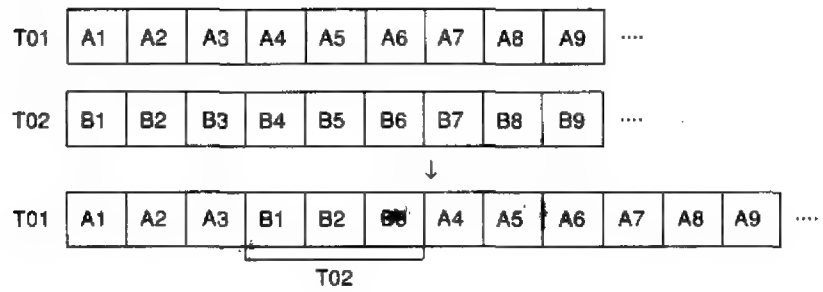 T01 A1 A2 A3 A4 A5 A6 A7 A8 A9 ....
T02 B1 B2 B3 B4 B5 B6 B7 B8 B9 ....
↓
T01 A1 A2 A3 B1 B2 A4 A5 A6 A7 A8 A9 ....
T02